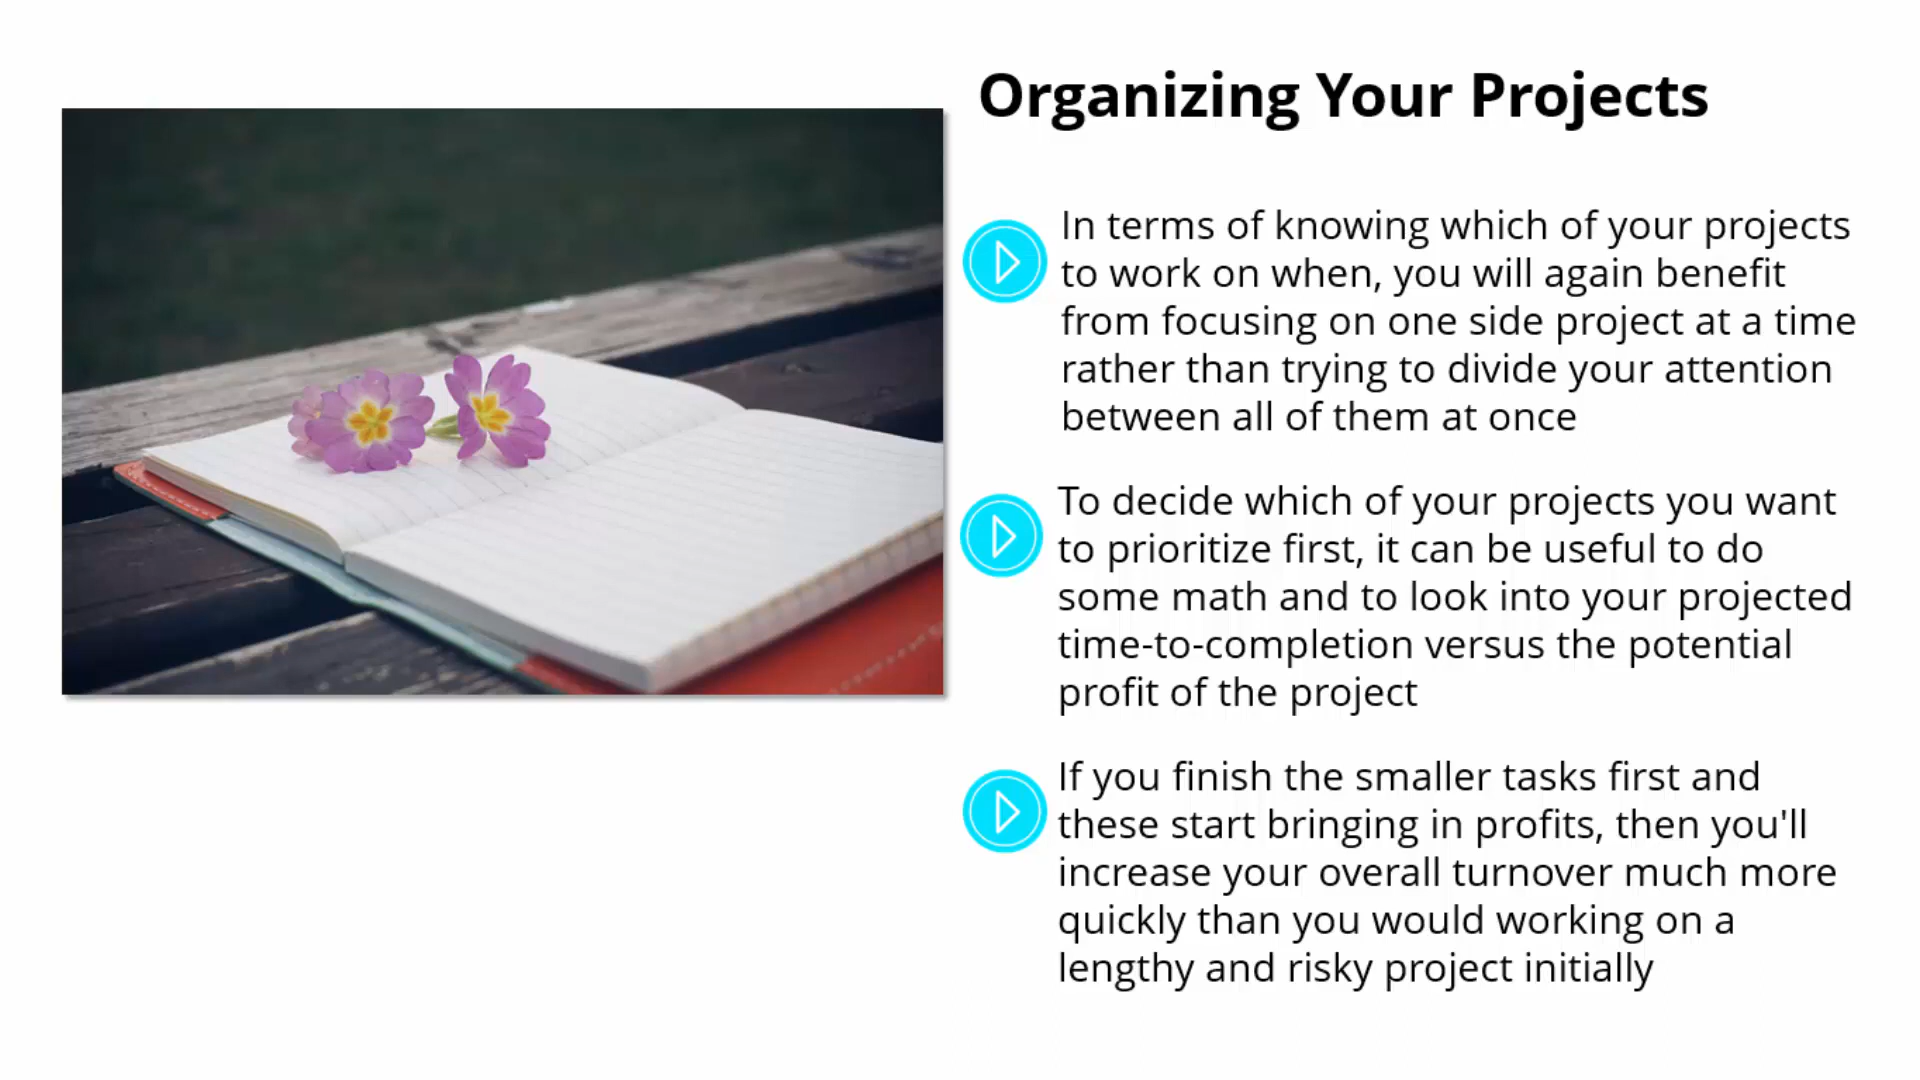 Organizing Your Projects
In terms of knowing which of your projects
to work on when, you will again benefit
from focusing on one side project at a time
rather than trying to divide your attention
between all of them at once
To decide which of your projects you want
to prioritize first, it can be useful to do
some math and to look into your projected
time-to-completion versus the potential
profit of the project
If you finish the smaller tasks first and
these start bringing in profits, then you'll
increase your overall turnover much more
quickly than you would working on a
lengthy and risky project initially